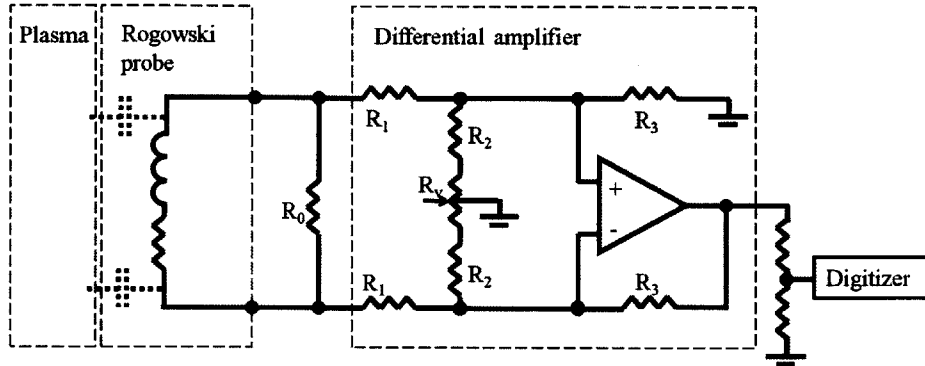 Plasma
Rogowski
probe
Differential amplifier
R1
R3
R2
Rv
R0
+
-
R2
R1
R3
Digitizer